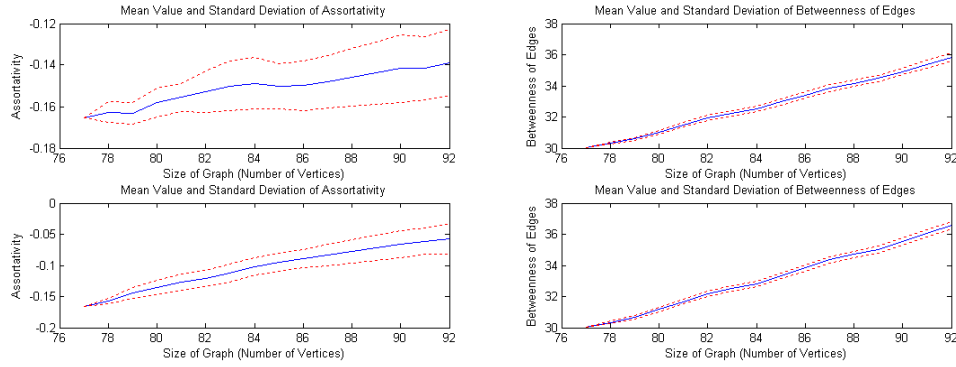 Mean Value and Standard Deviation of Assortativity
-0.12
-0.14
-0.16
-0.18
Assortativity
76 78 80 82 84 86 88 90 92
Size of Graph (Number of Vertices)
Mean Value and Standard Deviation of Betweenness of Edges
38
36
34
32
30
Betweenness of Edges
76 78 80 82 84 86 88 90 92
Size of Graph (Number of Vertices)
Mean Value and Standard Deviation of Assortativity
0
-0.05
-0.1
-0.15
-0.2
Assortativity
76 78 80 82 84 86 88 90 92
Size of Graph (Number of Vertices)
Mean Value and Standard Deviation of Betweenness of Edges
38
36
34
32
30
Betweenness of Edges
76 78 80 82 84 86 88 90 92
Size of Graph (Number of Vertices)